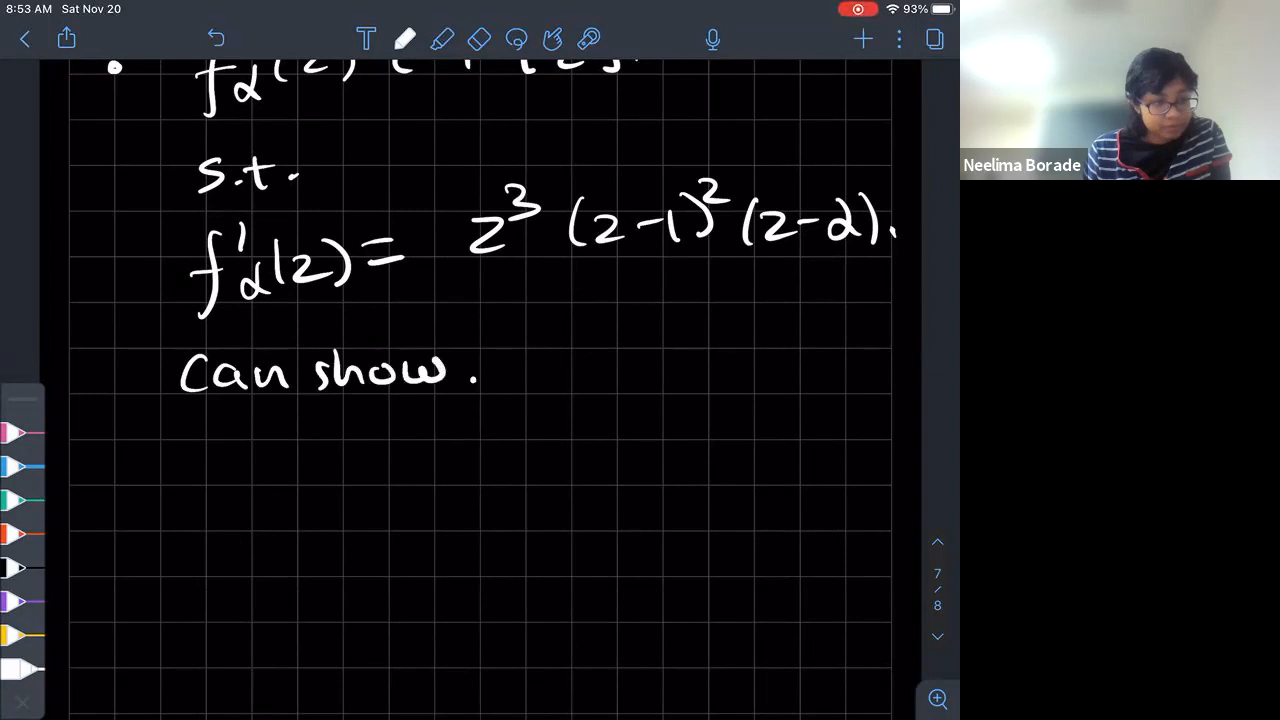 8:53 AM Sat Nov 20
93%
Neelima Borade
s.t.
f'α(z) = z³ (z-1)² (z-α).
can show.
7
/
8